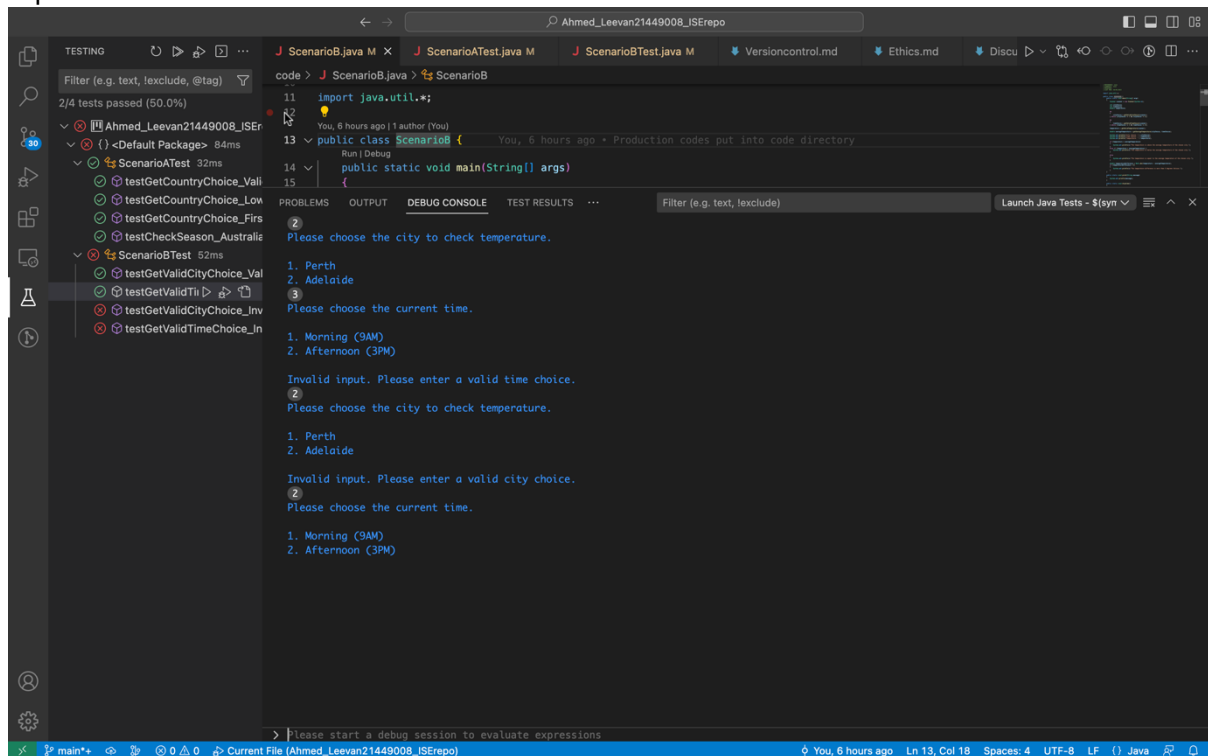 Ahmed_Leevan21449008_ISErepo
TESTING
Filter (e.g. text, !exclude, @tag)
2/4 tests passed (50.0%)
Ahmed_Leevan21449008_ISEr
{} <Default Package> 84ms
ScenarioATest 32ms
testGetCountryChoice_Vali
testGetCountryChoice_Low
testGetCountryChoice_Firs
testCheckSeason_Australia
ScenarioBTest 52ms
testGetValidCityChoice_Val
testGetValidTi
testGetValidCityChoice_Inv
testGetValidTimeChoice_In
30
J ScenarioB.java M × J ScenarioATest.java M J ScenarioBTest.java M Versioncontrol.md Ethics.md Discu
code > J ScenarioB.java > ScenarioB
11 import java.util.*;
12
You, 6 hours ago | 1 author (You)
13 public class ScenarioB { You, 6 hours ago • Production codes put into code directory
Run | Debug
14 public static void main(String[] args)
15 {
PROBLEMS OUTPUT DEBUG CONSOLE TEST RESULTS ··· Filter (e.g. text, !exclude) Launch Java Tests - $(sym
2
Please choose the city to check temperature.
1. Perth
2. Adelaide
3
Please choose the current time.
1. Morning (9AM)
2. Afternoon (3PM)
Invalid input. Please enter a valid time choice.
2
Please choose the city to check temperature.
1. Perth
2. Adelaide
Invalid input. Please enter a valid city choice.
2
Please choose the current time.
1. Morning (9AM)
2. Afternoon (3PM)
> Please start a debug session to evaluate expressions
main*+ 0 0 Current File (Ahmed_Leevan21449008_ISErepo) You, 6 hours ago Ln 13, Col 18 Spaces: 4 UTF-8 LF {} Java